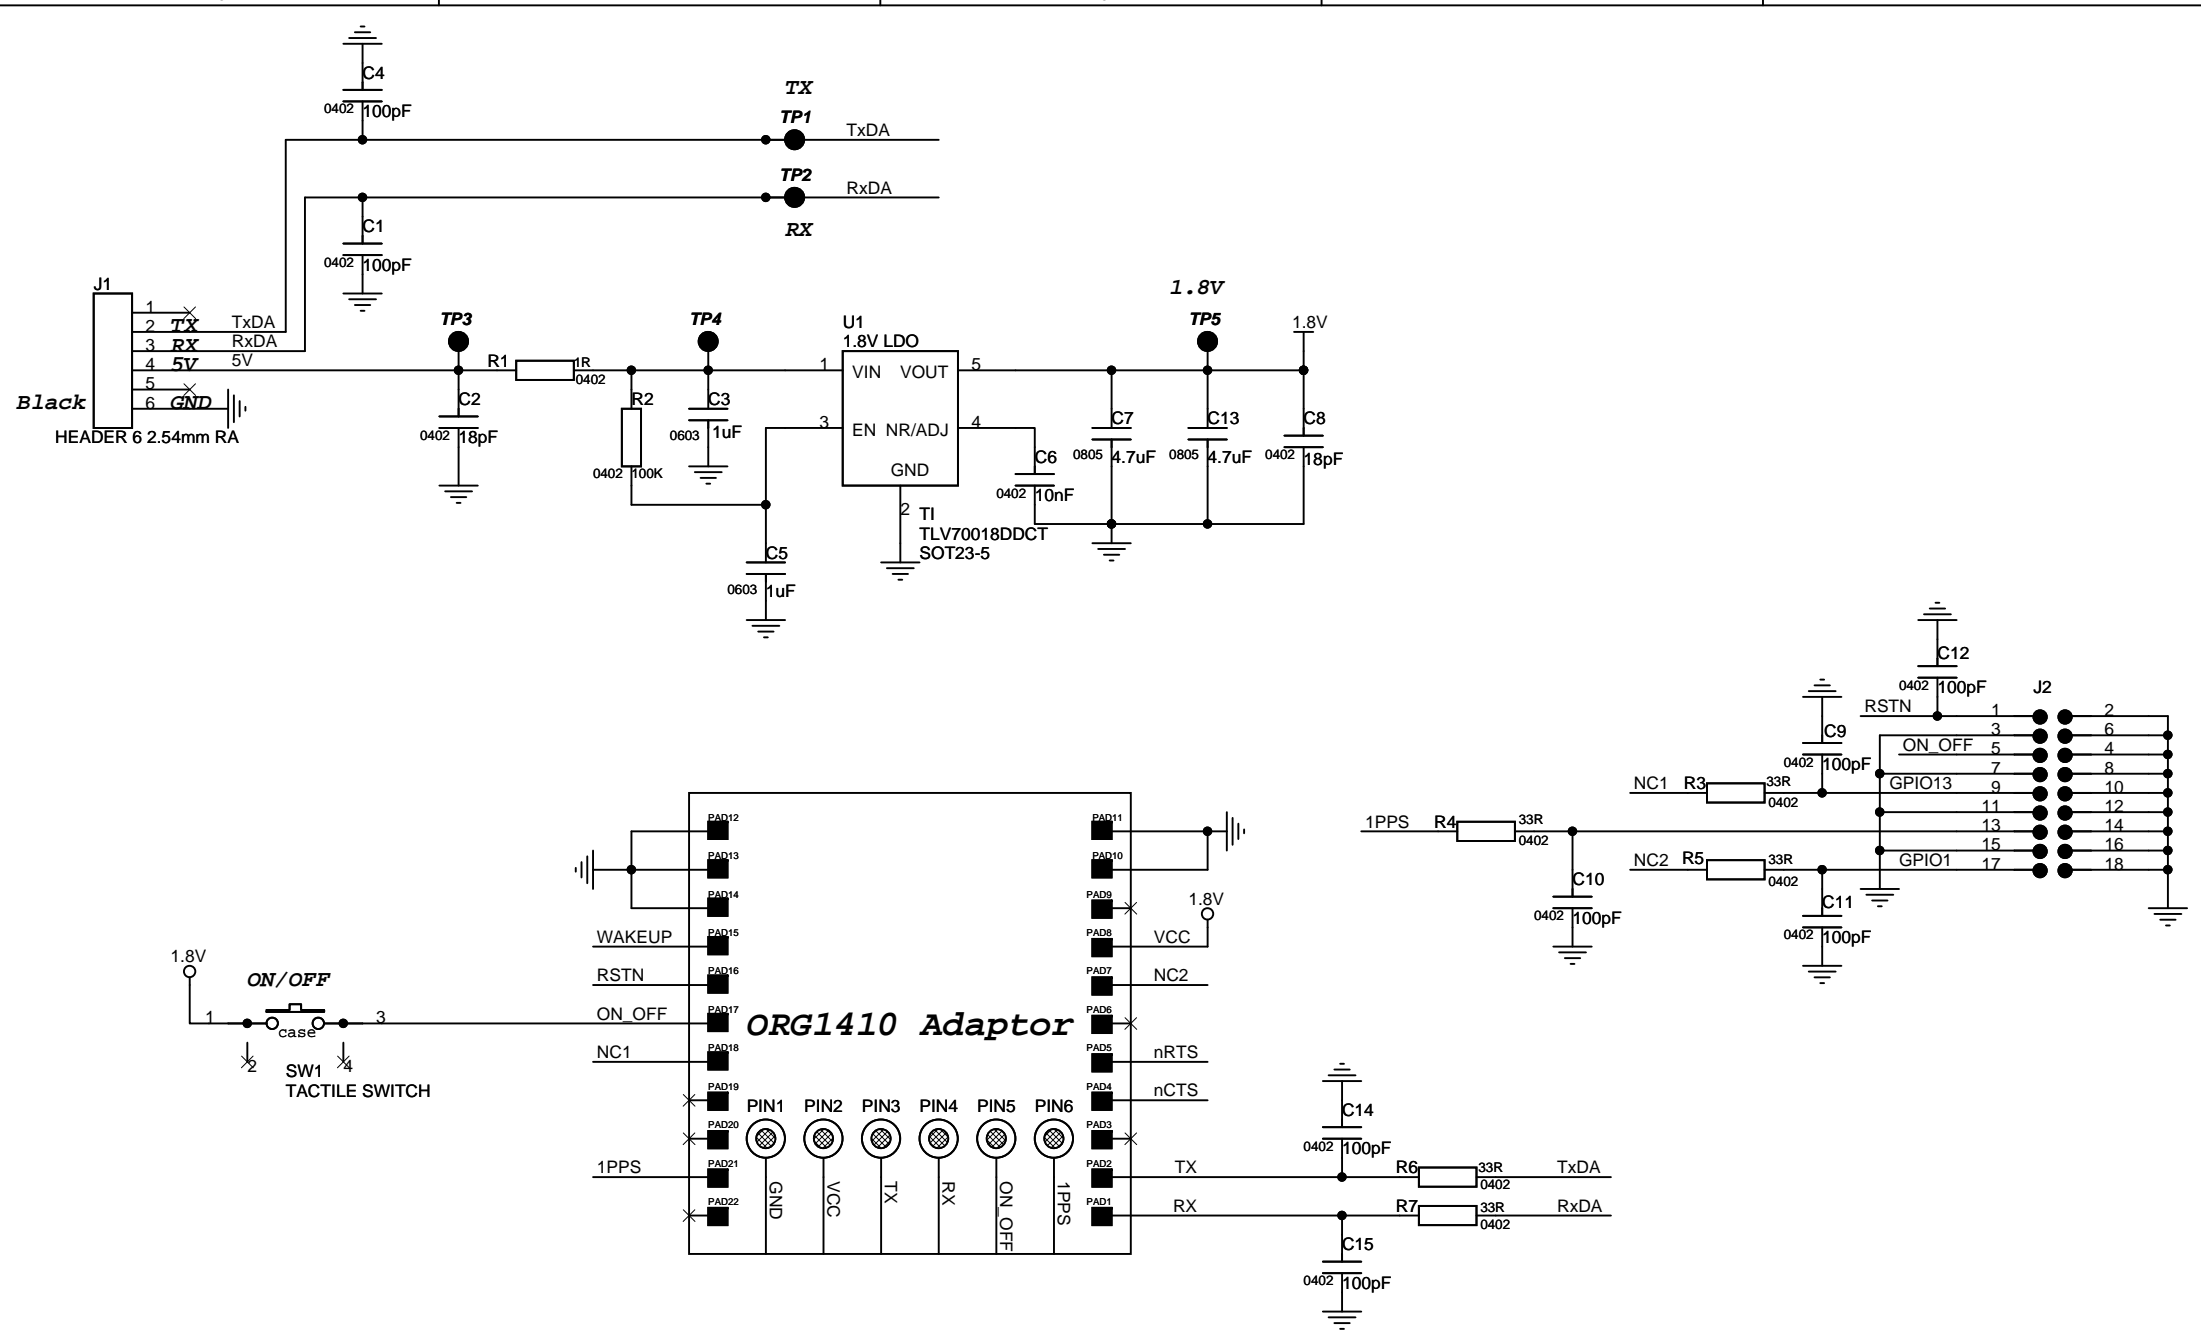 C4
0402 100pF
TX
TP1
TxDA
TP2
RxDA
RX
C1
0402 100pF
J1
1
2 TX TxDA
3 RX RxDA
4 5V 5V
5
6 GND
Black
HEADER 6 2.54mm RA
TP3
R1 1R
0402
C2
0402 18pF
R2
0402 100K
TP4
C3
0603 1uF
C5
0603 1uF
U1
1.8V LDO
1 VIN VOUT 5
3 EN NR/ADJ 4
GND
2
TI
TLV70018DDCT
SOT23-5
C6
0402 10nF
1.8V
TP5
1.8V
C7
0805 4.7uF
C13
0805 4.7uF
C8
0402 18pF
C12
0402 100pF
J2
RSTN 1 2
3 6
ON_OFF 5 4
7 8
GPIO13 9 10
11 12
13 14
15 16
GPIO1 17 18
C9
0402 100pF
NC1 R3 33R
0402
1PPS R4 33R
0402
NC2 R5 33R
0402
C10
0402 100pF
C11
0402 100pF
1.8V
ON/OFF
1 3
case
2 4
SW1
TACTILE SWITCH
PAD12
PAD13
PAD14
WAKEUP PAD15
RSTN PAD16
ON_OFF PAD17
NC1 PAD18
PAD19
PAD20
1PPS PAD21
PAD22
ORG1410 Adaptor
PIN1 PIN2 PIN3 PIN4 PIN5 PIN6
GND VCC TX RX ON_OFF 1PPS
PAD11
PAD10
PAD9
1.8V
PAD8 VCC
PAD7 NC2
PAD6
PAD5 nRTS
PAD4 nCTS
PAD3
PAD2 TX
PAD1 RX
C14
0402 100pF
R6 33R TxDA
0402
R7 33R RxDA
0402
C15
0402 100pF